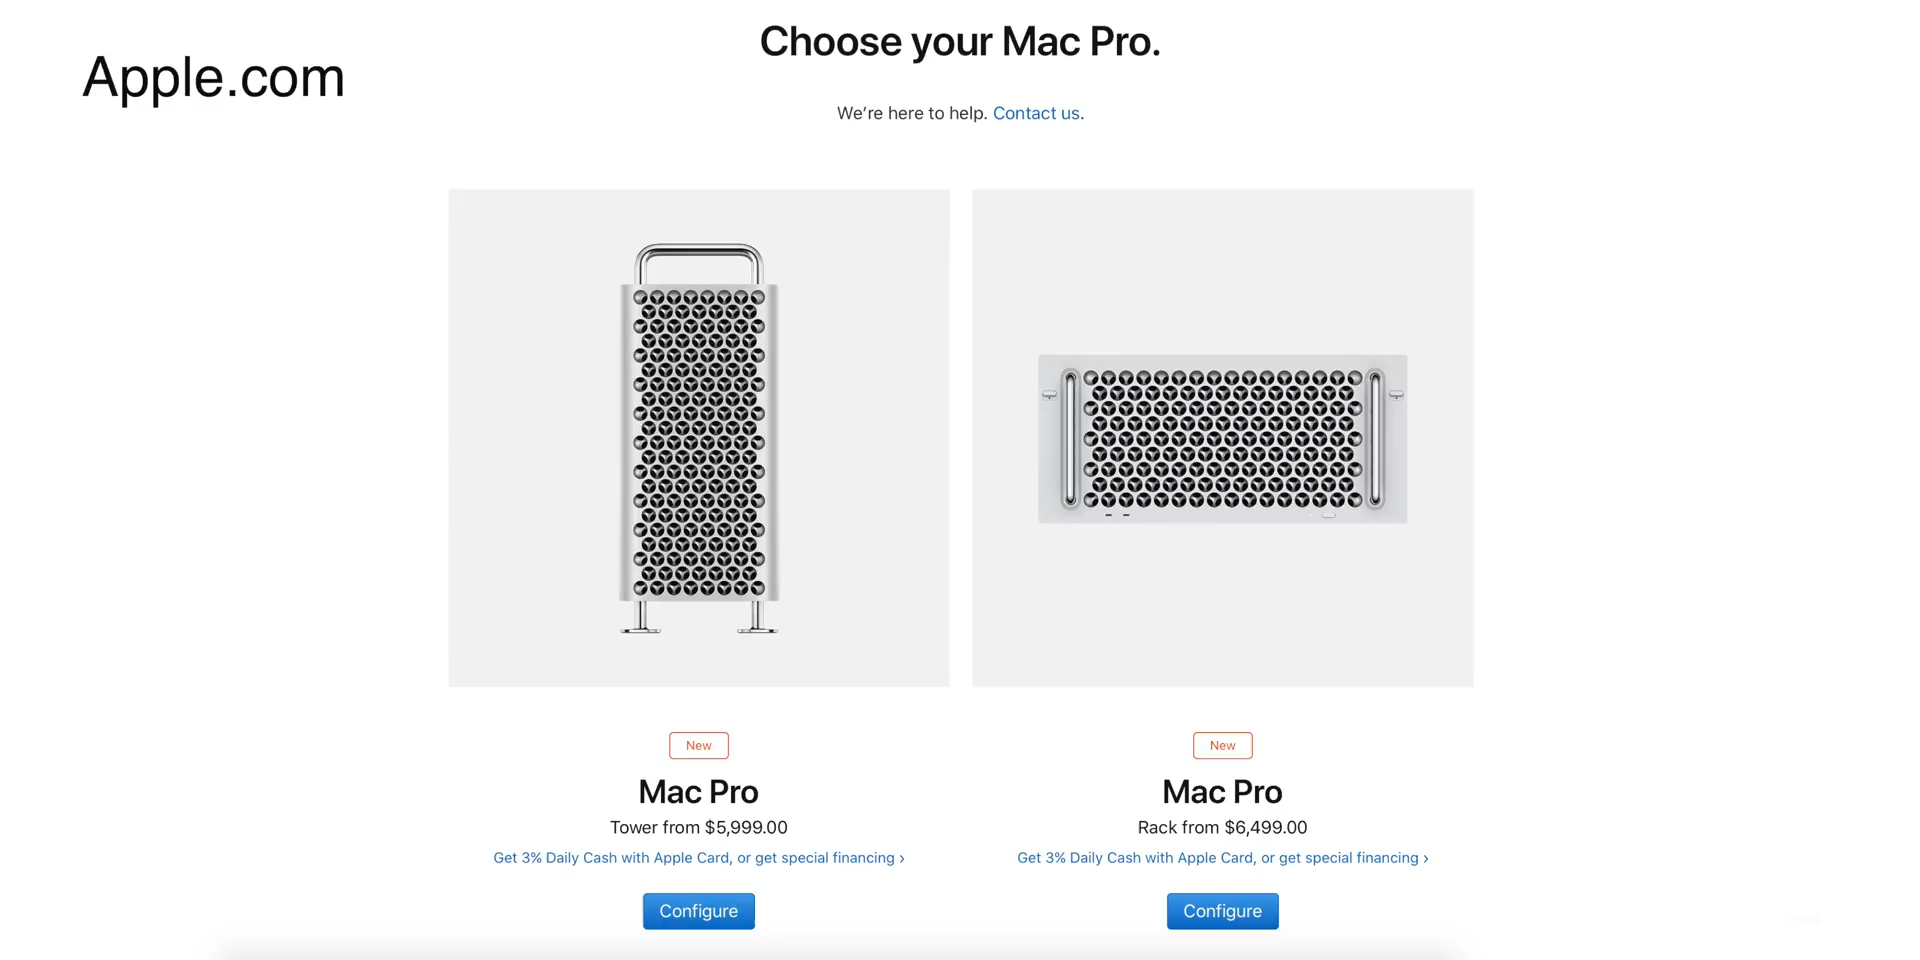 Choose your Mac Pro.
Apple.com
We’re here to help. Contact us.
New
Mac Pro
Tower from $5,999.00
Get 3% Daily Cash with Apple Card, or get special financing ›
Configure
New
Mac Pro
Rack from $6,499.00
Get 3% Daily Cash with Apple Card, or get special financing ›
Configure